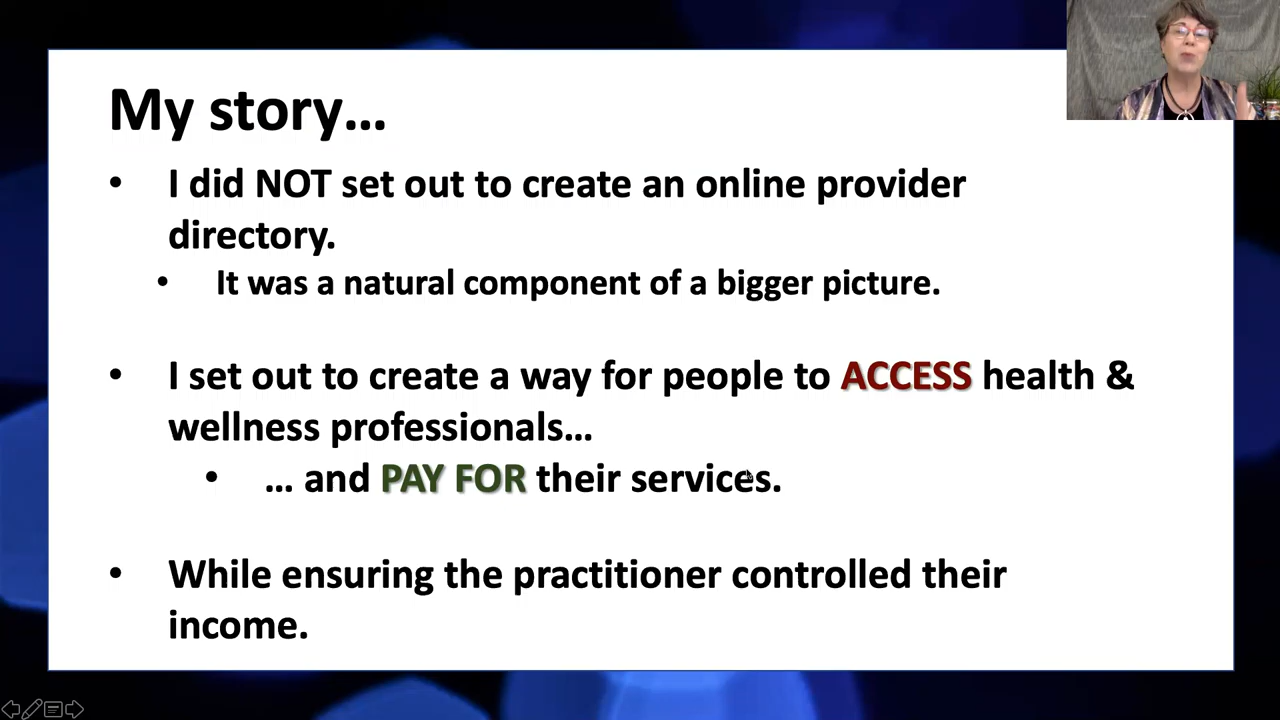 My story...
• I did NOT set out to create an online provider
directory.
• It was a natural component of a bigger picture.
• I set out to create a way for people to ACCESS health &
wellness professionals...
• ... and PAY FOR their services.
• While ensuring the practitioner controlled their
income.